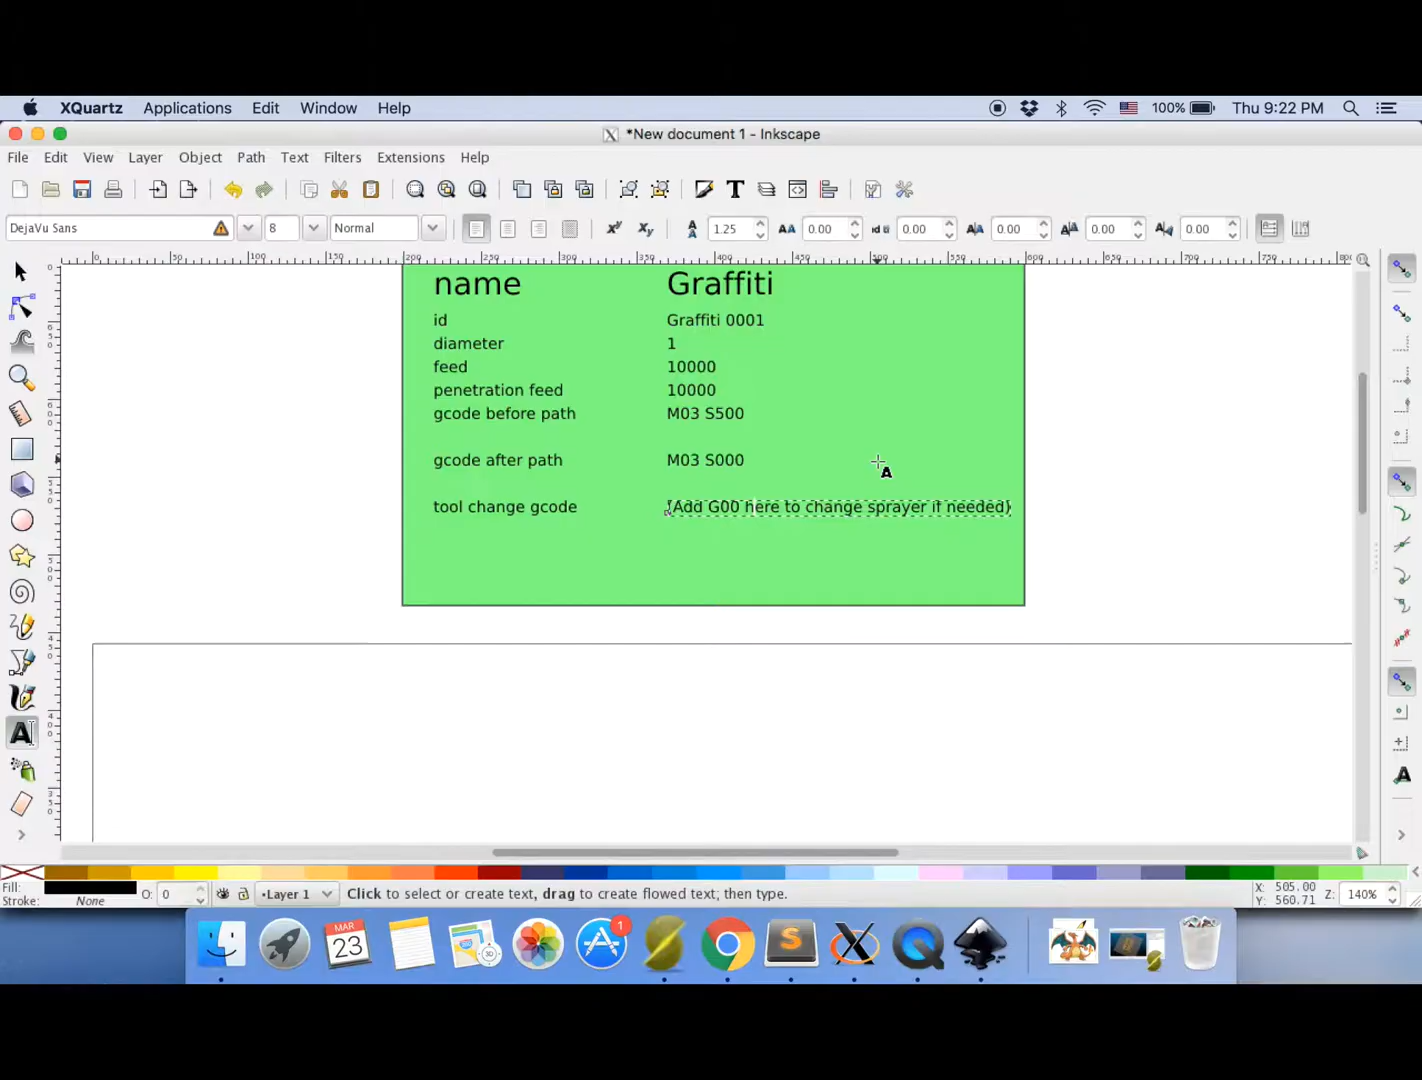 XQuartz Applications Edit Window Help 100% Thu 9:22 PM
*New document 1 - Inkscape
File Edit View Layer Object Path Text Filters Extensions Help
DejaVu Sans 8 Normal 1.25 0.00 0.00 0.00 0.00 0.00
name Graffiti
id Graffiti 0001
diameter 1
feed 10000
penetration feed 10000
gcode before path M03 S500
gcode after path M03 S000
tool change gcode (Add G00 here to change sprayer if needed)
Fill:
Stroke: None
O: 0
•Layer 1
Click to select or create text, drag to create flowed text; then type.
X: 505.00
Y: 560.71
Z: 140%
MAR
23
1